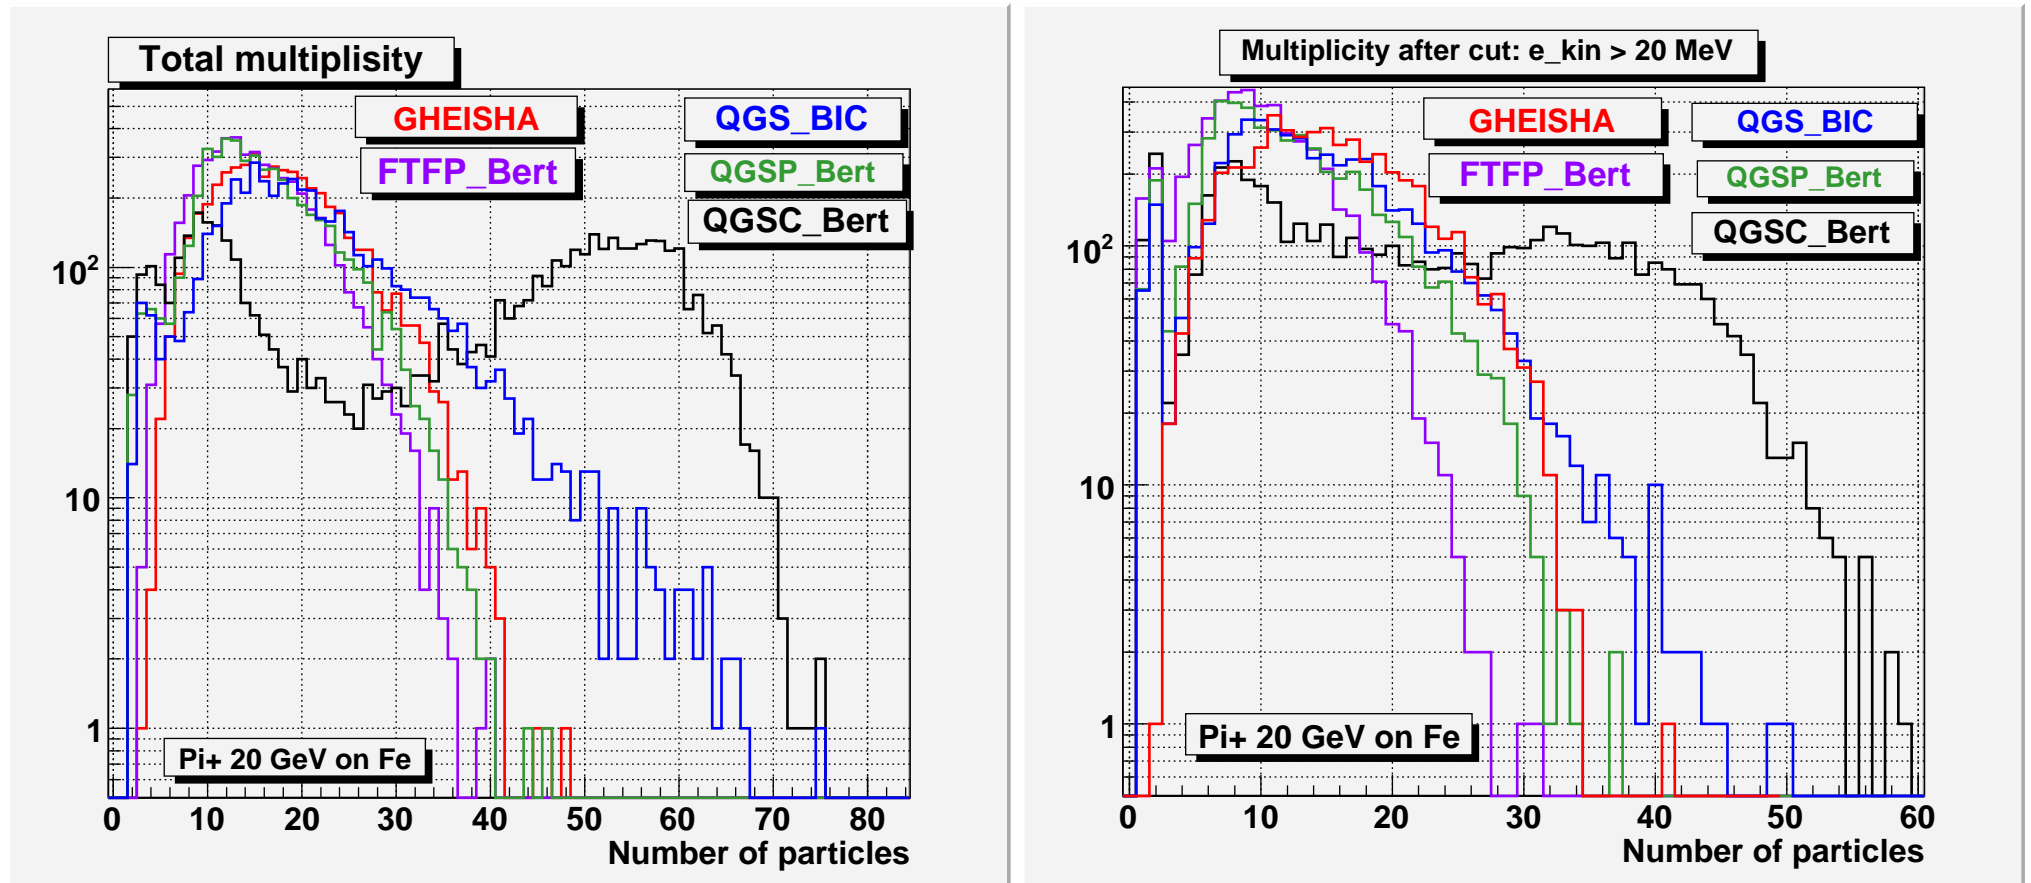 Total multiplisity
GHEISHA
QGS_BIC
FTFP_Bert
QGSP_Bert
QGSC_Bert
10²
10
1
Pi+ 20 GeV on Fe
0 10 20 30 40 50 60 70 80
Number of particles
Multiplicity after cut: e_kin > 20 MeV
GHEISHA
QGS_BIC
FTFP_Bert
QGSP_Bert
QGSC_Bert
10²
10
1
Pi+ 20 GeV on Fe
0 10 20 30 40 50 60
Number of particles